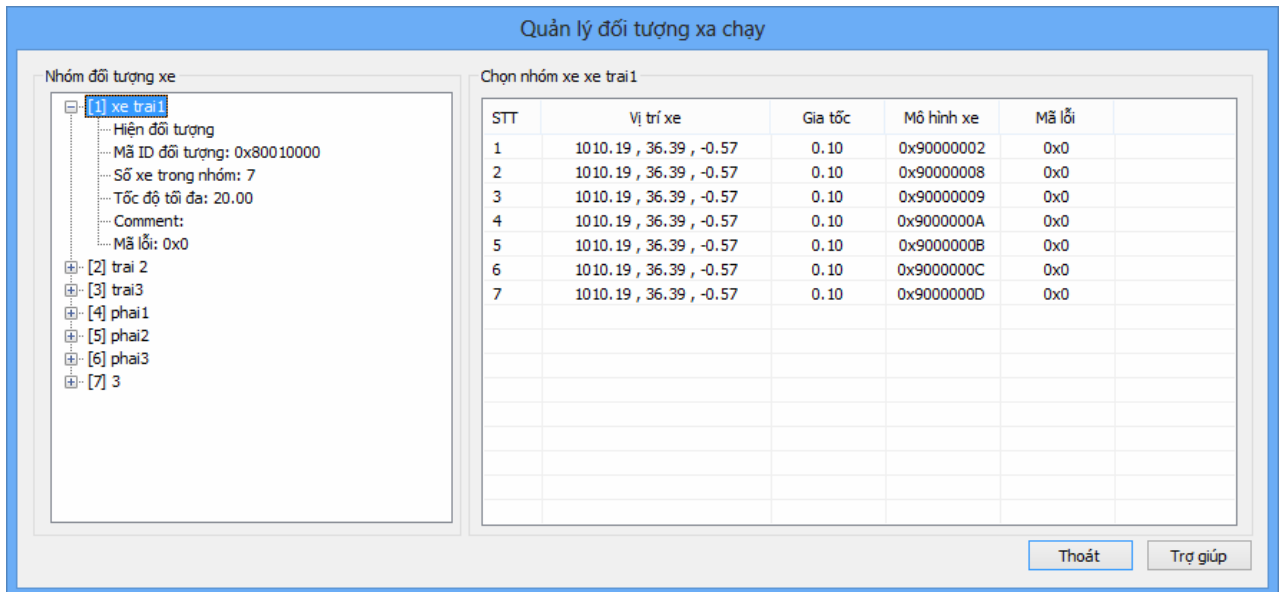 Quản lý đối tượng xa chạy
Nhóm đối tượng xe
[1] xe trai1
Hiện đối tượng
Mã ID đối tượng: 0x80010000
Số xe trong nhóm: 7
Tốc độ tối đa: 20.00
Comment:
Mã lỗi: 0x0
[2] trai 2
[3] trai3
[4] phai1
[5] phai2
[6] phai3
[7] 3
Chọn nhóm xe xe trai1
STT Vị trí xe Gia tốc Mô hình xe Mã lỗi
1 1010.19 , 36.39 , -0.57 0.10 0x90000002 0x0
2 1010.19 , 36.39 , -0.57 0.10 0x90000008 0x0
3 1010.19 , 36.39 , -0.57 0.10 0x90000009 0x0
4 1010.19 , 36.39 , -0.57 0.10 0x9000000A 0x0
5 1010.19 , 36.39 , -0.57 0.10 0x9000000B 0x0
6 1010.19 , 36.39 , -0.57 0.10 0x9000000C 0x0
7 1010.19 , 36.39 , -0.57 0.10 0x9000000D 0x0
Thoát Trợ giúp